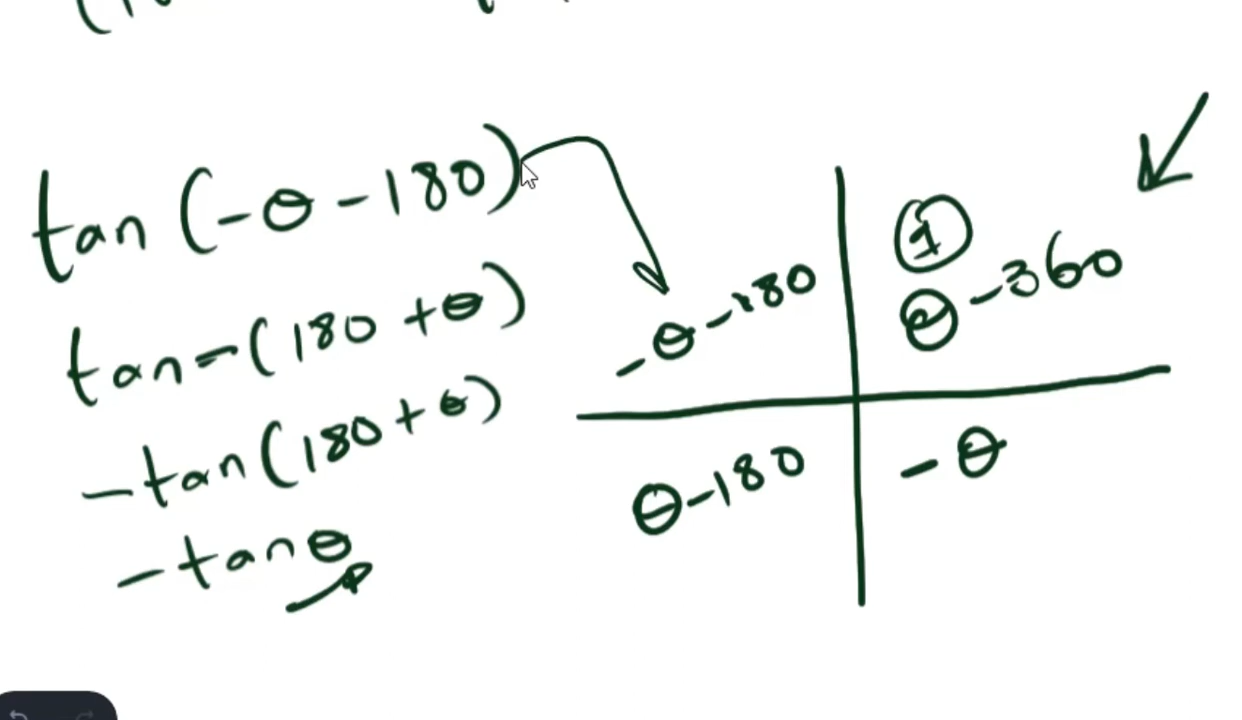 tan (-θ-180)
tan-(180+θ)
-tan(180+θ)
-tanθ
-θ-180
1
θ-360
θ-180
-θ